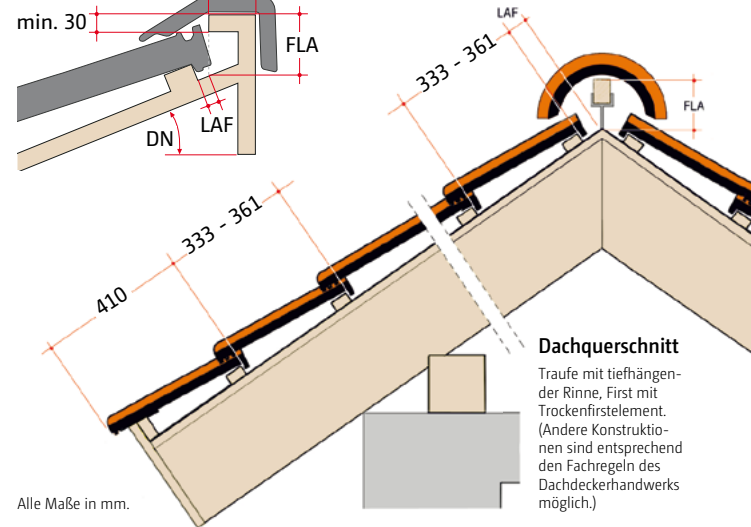 min. 30
FLA
LAF
DN
LAF
333 - 361
FLA
333 - 361
410
Dachquerschnitt
Traufe mit tiefhängen-
der Rinne, First mit
Trockenfirstelement.
(Andere Konstruktio-
nen sind entsprechend
den Fachregeln des
Dachdeckerhandwerks
möglich.)
Alle Maße in mm.